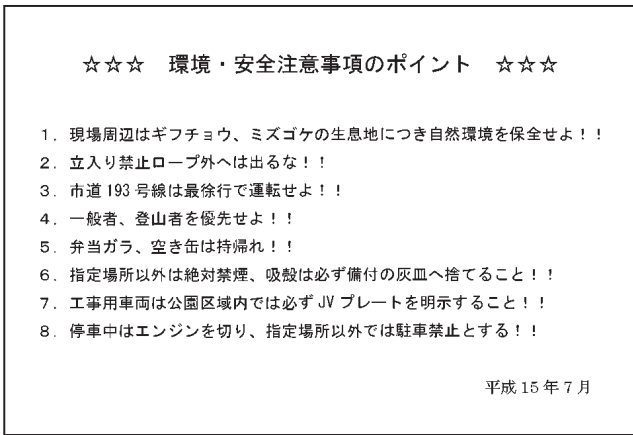 ☆☆☆　環境・安全注意事項のポイント　☆☆☆
1．現場周辺はギフチョウ、ミズゴケの生息地につき自然環境を保全せよ！！
2．立入り禁止ロープ外へは出るな！！
3．市道193号線は最徐行で運転せよ！！
4．一般者、登山者を優先せよ！！
5．弁当ガラ、空き缶は持帰れ！！
6．指定場所以外は絶対禁煙、吸殻は必ず備付の灰皿へ捨てること！！
7．工事用車両は公園区域内では必ずJVプレートを明示すること！！
8．停車中はエンジンを切り、指定場所以外では駐車禁止とする！！
平成15年7月